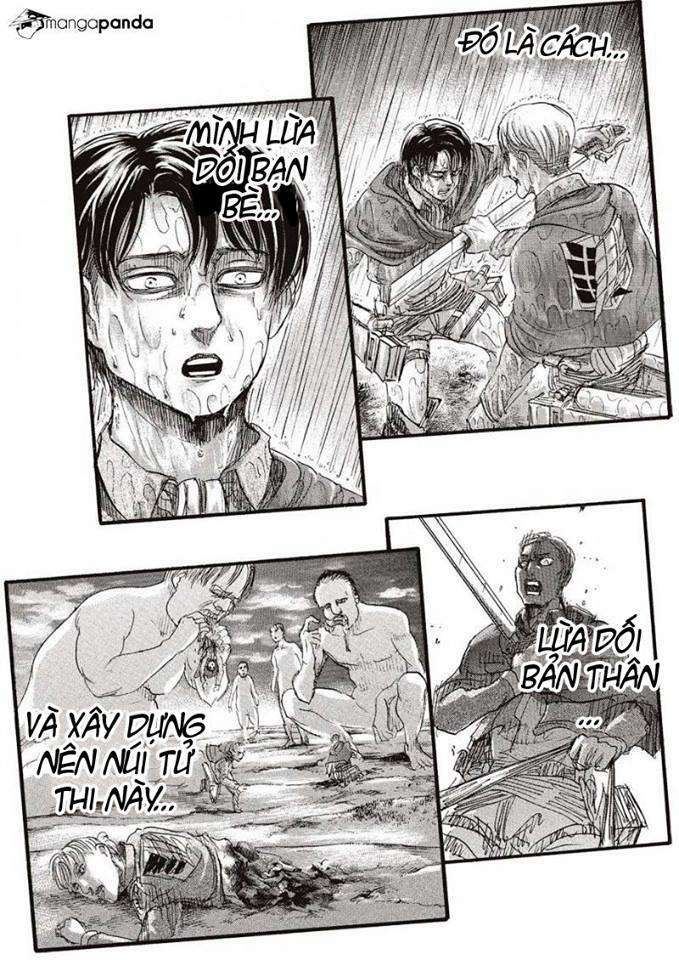 mangapanda
ĐÓ LÀ CÁCH...
MÌNH LỪA
DỐI BẠN
BÈ...
LỪA DỐI
BẢN THÂN
...
VÀ XÂY DỰNG
NÊN NÚI TỬ
THI NÀY...